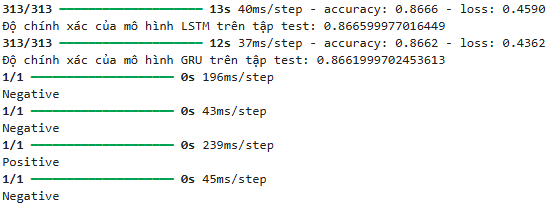 313/313 ━━━━━━━━━━━━━━━━━━━━ 13s 40ms/step - accuracy: 0.8666 - loss: 0.4590
Độ chính xác của mô hình LSTM trên tập test: 0.866599977016449
313/313 ━━━━━━━━━━━━━━━━━━━━ 12s 37ms/step - accuracy: 0.8662 - loss: 0.4362
Độ chính xác của mô hình GRU trên tập test: 0.8661999702453613
1/1 ━━━━━━━━━━━━━━━━━━━━ 0s 196ms/step
Negative
1/1 ━━━━━━━━━━━━━━━━━━━━ 0s 43ms/step
Negative
1/1 ━━━━━━━━━━━━━━━━━━━━ 0s 239ms/step
Positive
1/1 ━━━━━━━━━━━━━━━━━━━━ 0s 45ms/step
Negative